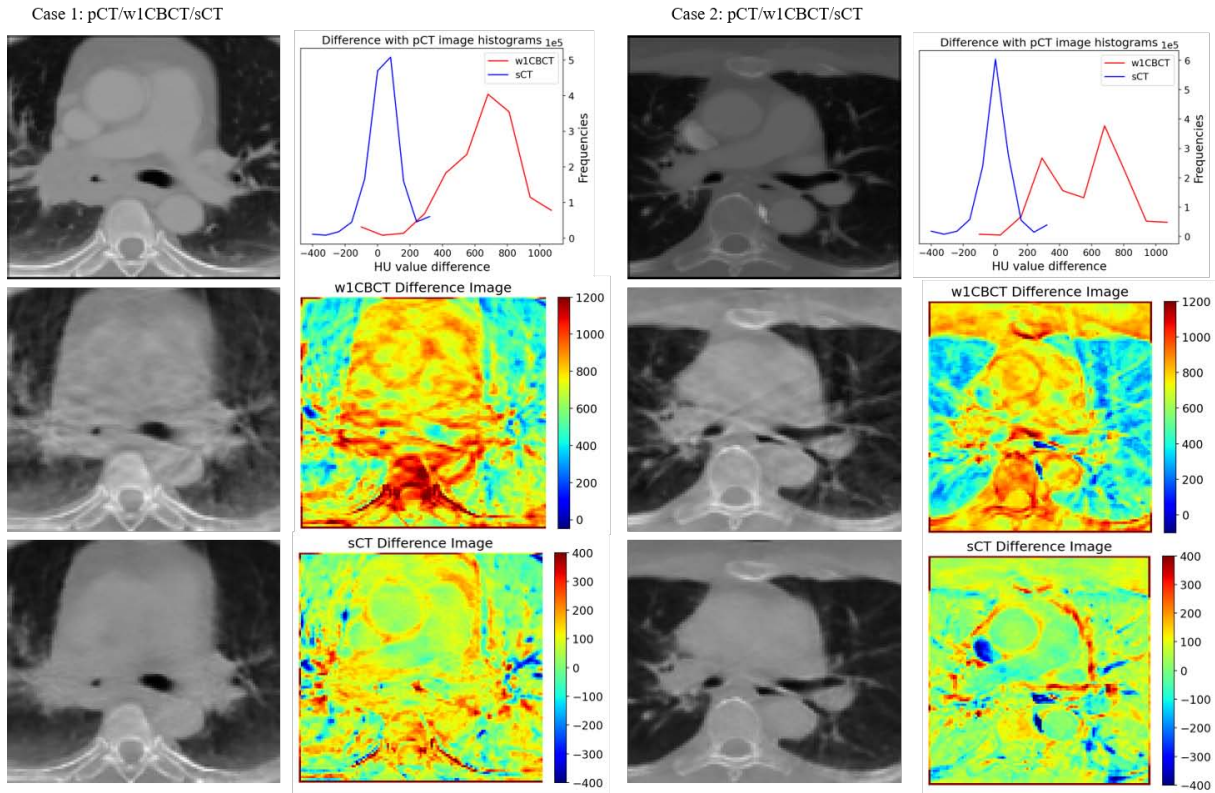 Case 1: pCT/w1CBCT/sCT
Case 2: pCT/w1CBCT/sCT
Difference with pCT image histograms 1e5
w1CBCT
sCT
5
4
3
2
1
0
Frequencies
−400 −200 0 200 400 600 800 1000
HU value difference
Difference with pCT image histograms 1e5
w1CBCT
sCT
6
5
4
3
2
1
0
Frequencies
−400 −200 0 200 400 600 800 1000
HU value difference
w1CBCT Difference Image
1200
1000
800
600
400
200
0
w1CBCT Difference Image
1200
1000
800
600
400
200
0
sCT Difference Image
400
300
200
100
0
−100
−200
−300
−400
sCT Difference Image
400
300
200
100
0
−100
−200
−300
−400